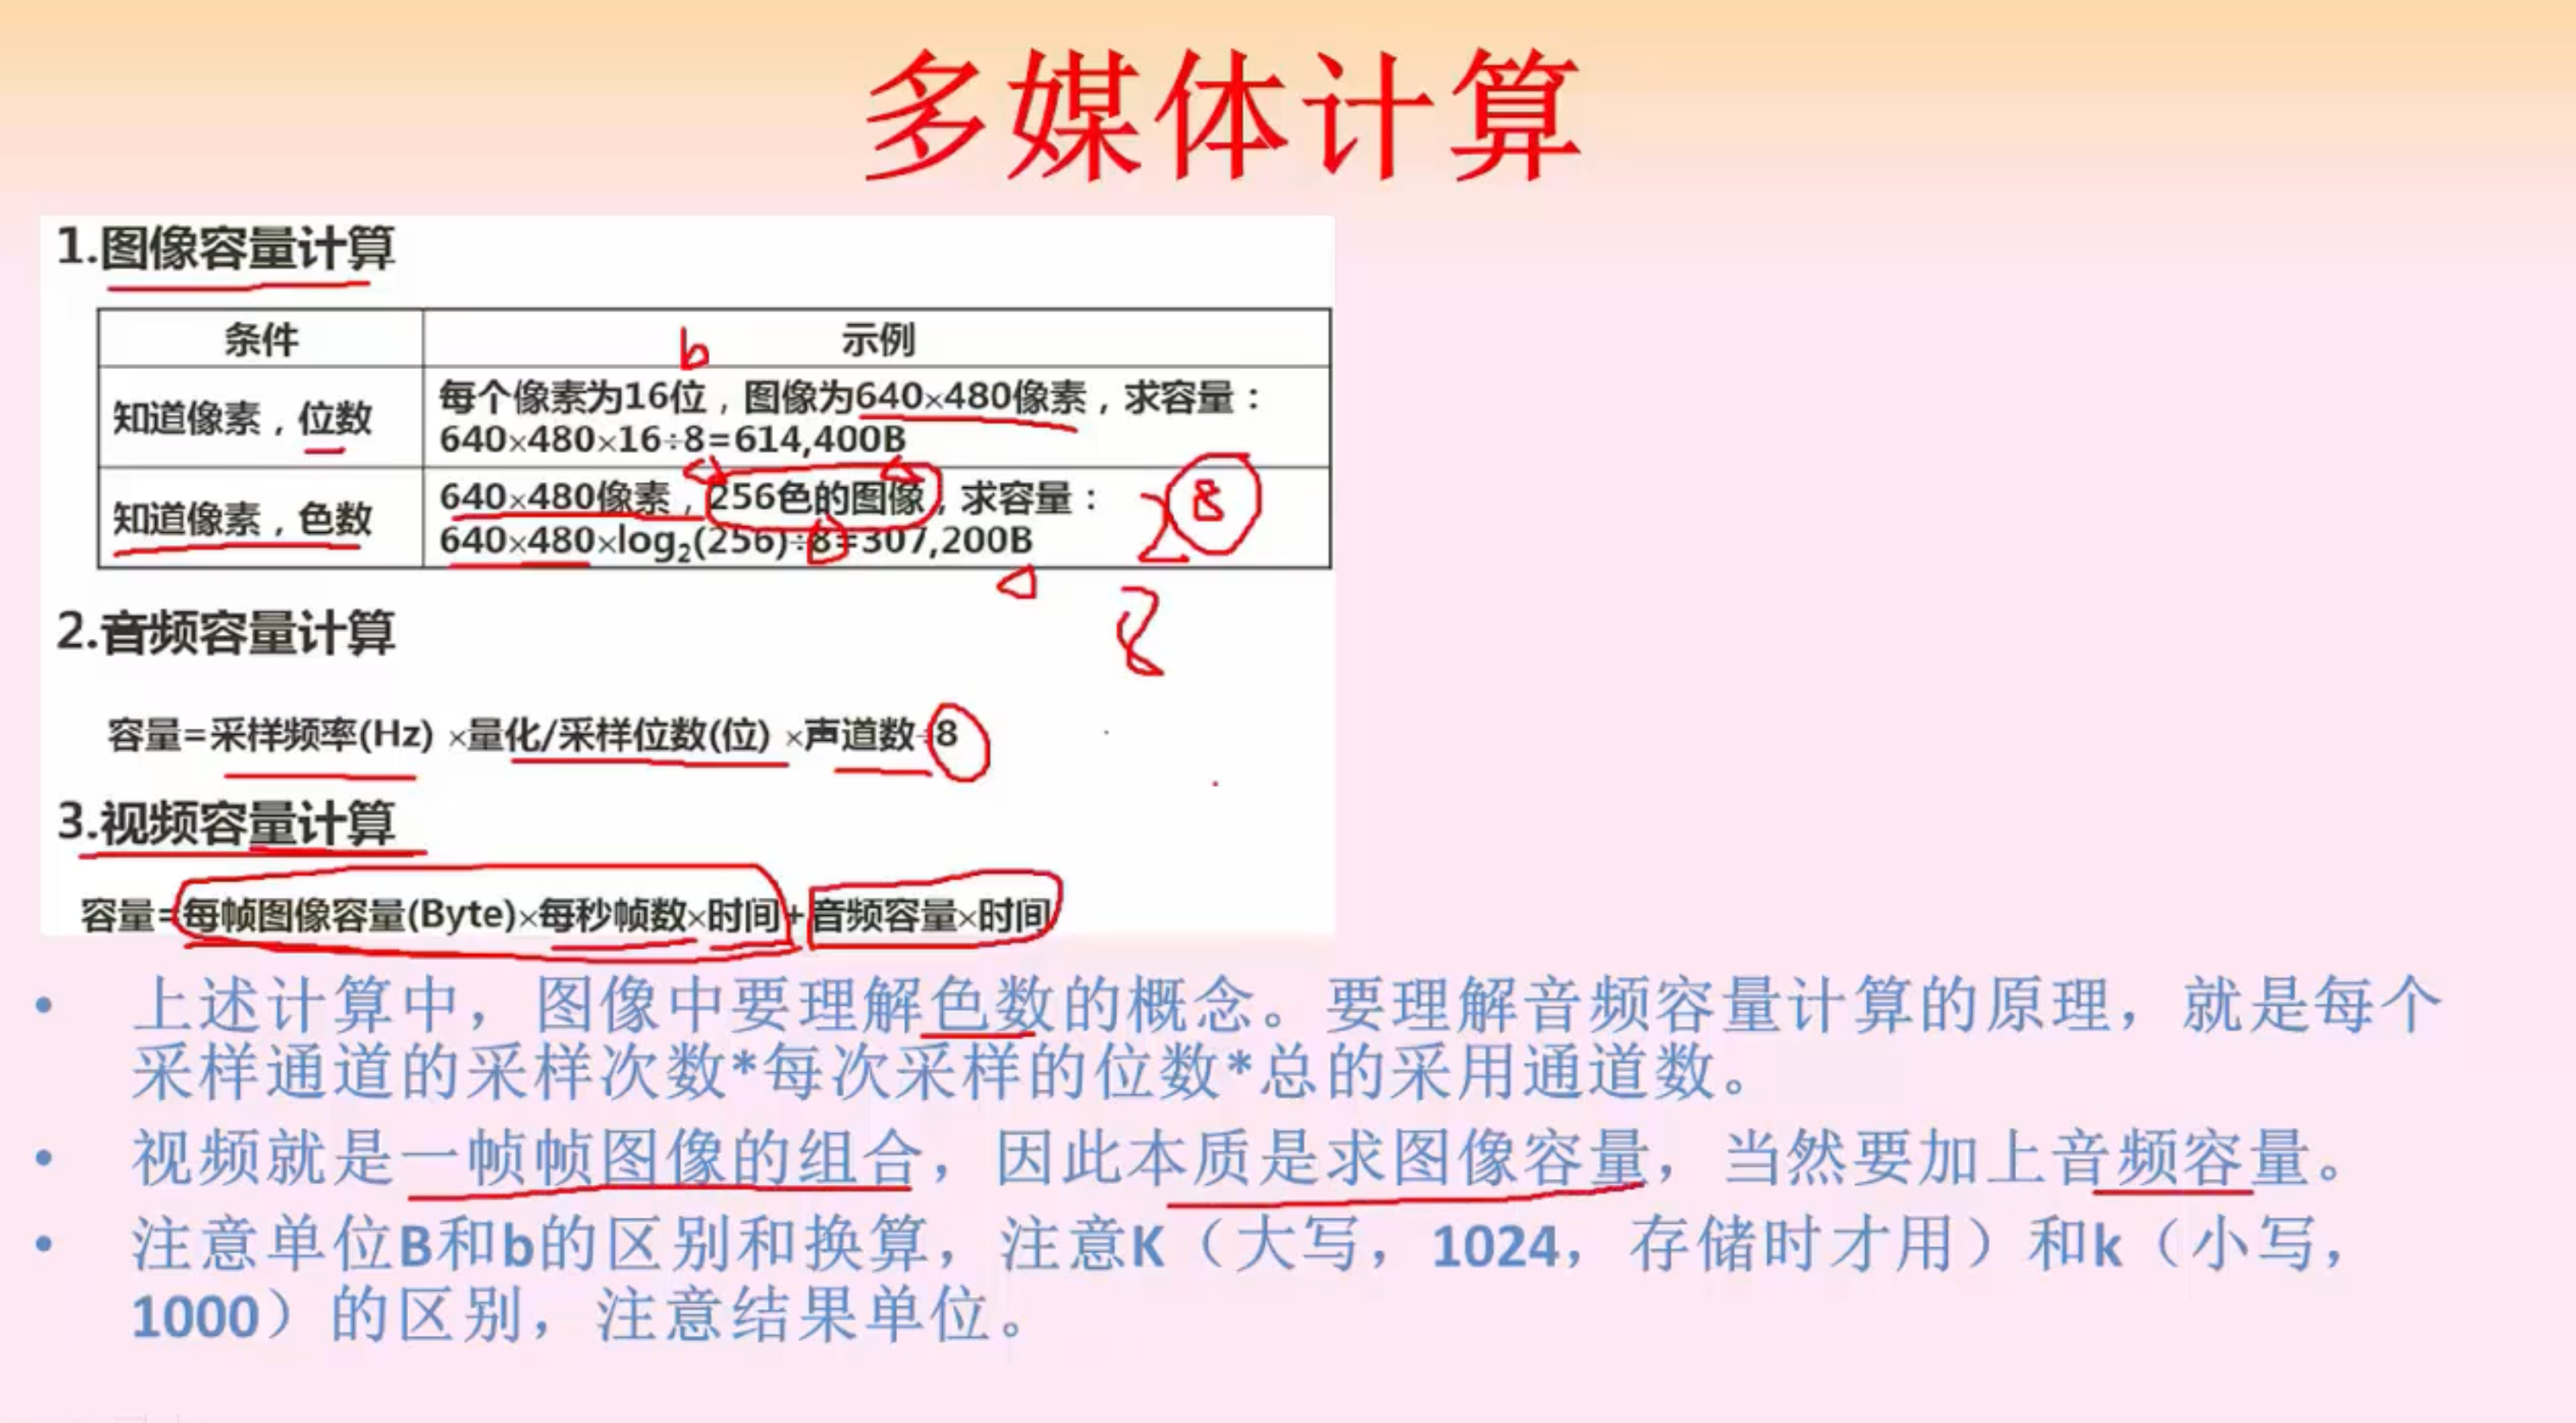 多媒体计算
1.图像容量计算
条件 示例
b
知道像素，位数 每个像素为16位，图像为640×480像素，求容量：
640×480×16÷8=614,400B
知道像素，色数 640×480像素，256色的图像，求容量：
640×480×log₂(256)÷8=307,200B
2 8
2.音频容量计算
容量=采样频率(Hz) ×量化/采样位数(位) ×声道数÷8
3.视频容量计算
容量=每帧图像容量(Byte)×每秒帧数×时间+音频容量×时间
• 上述计算中，图像中要理解色数的概念。要理解音频容量计算的原理，就是每个
采样通道的采样次数*每次采样的位数*总的采用通道数。
• 视频就是一帧帧图像的组合，因此本质是求图像容量，当然要加上音频容量。
• 注意单位B和b的区别和换算，注意K（大写，1024，存储时才用）和k（小写，
1000）的区别，注意结果单位。